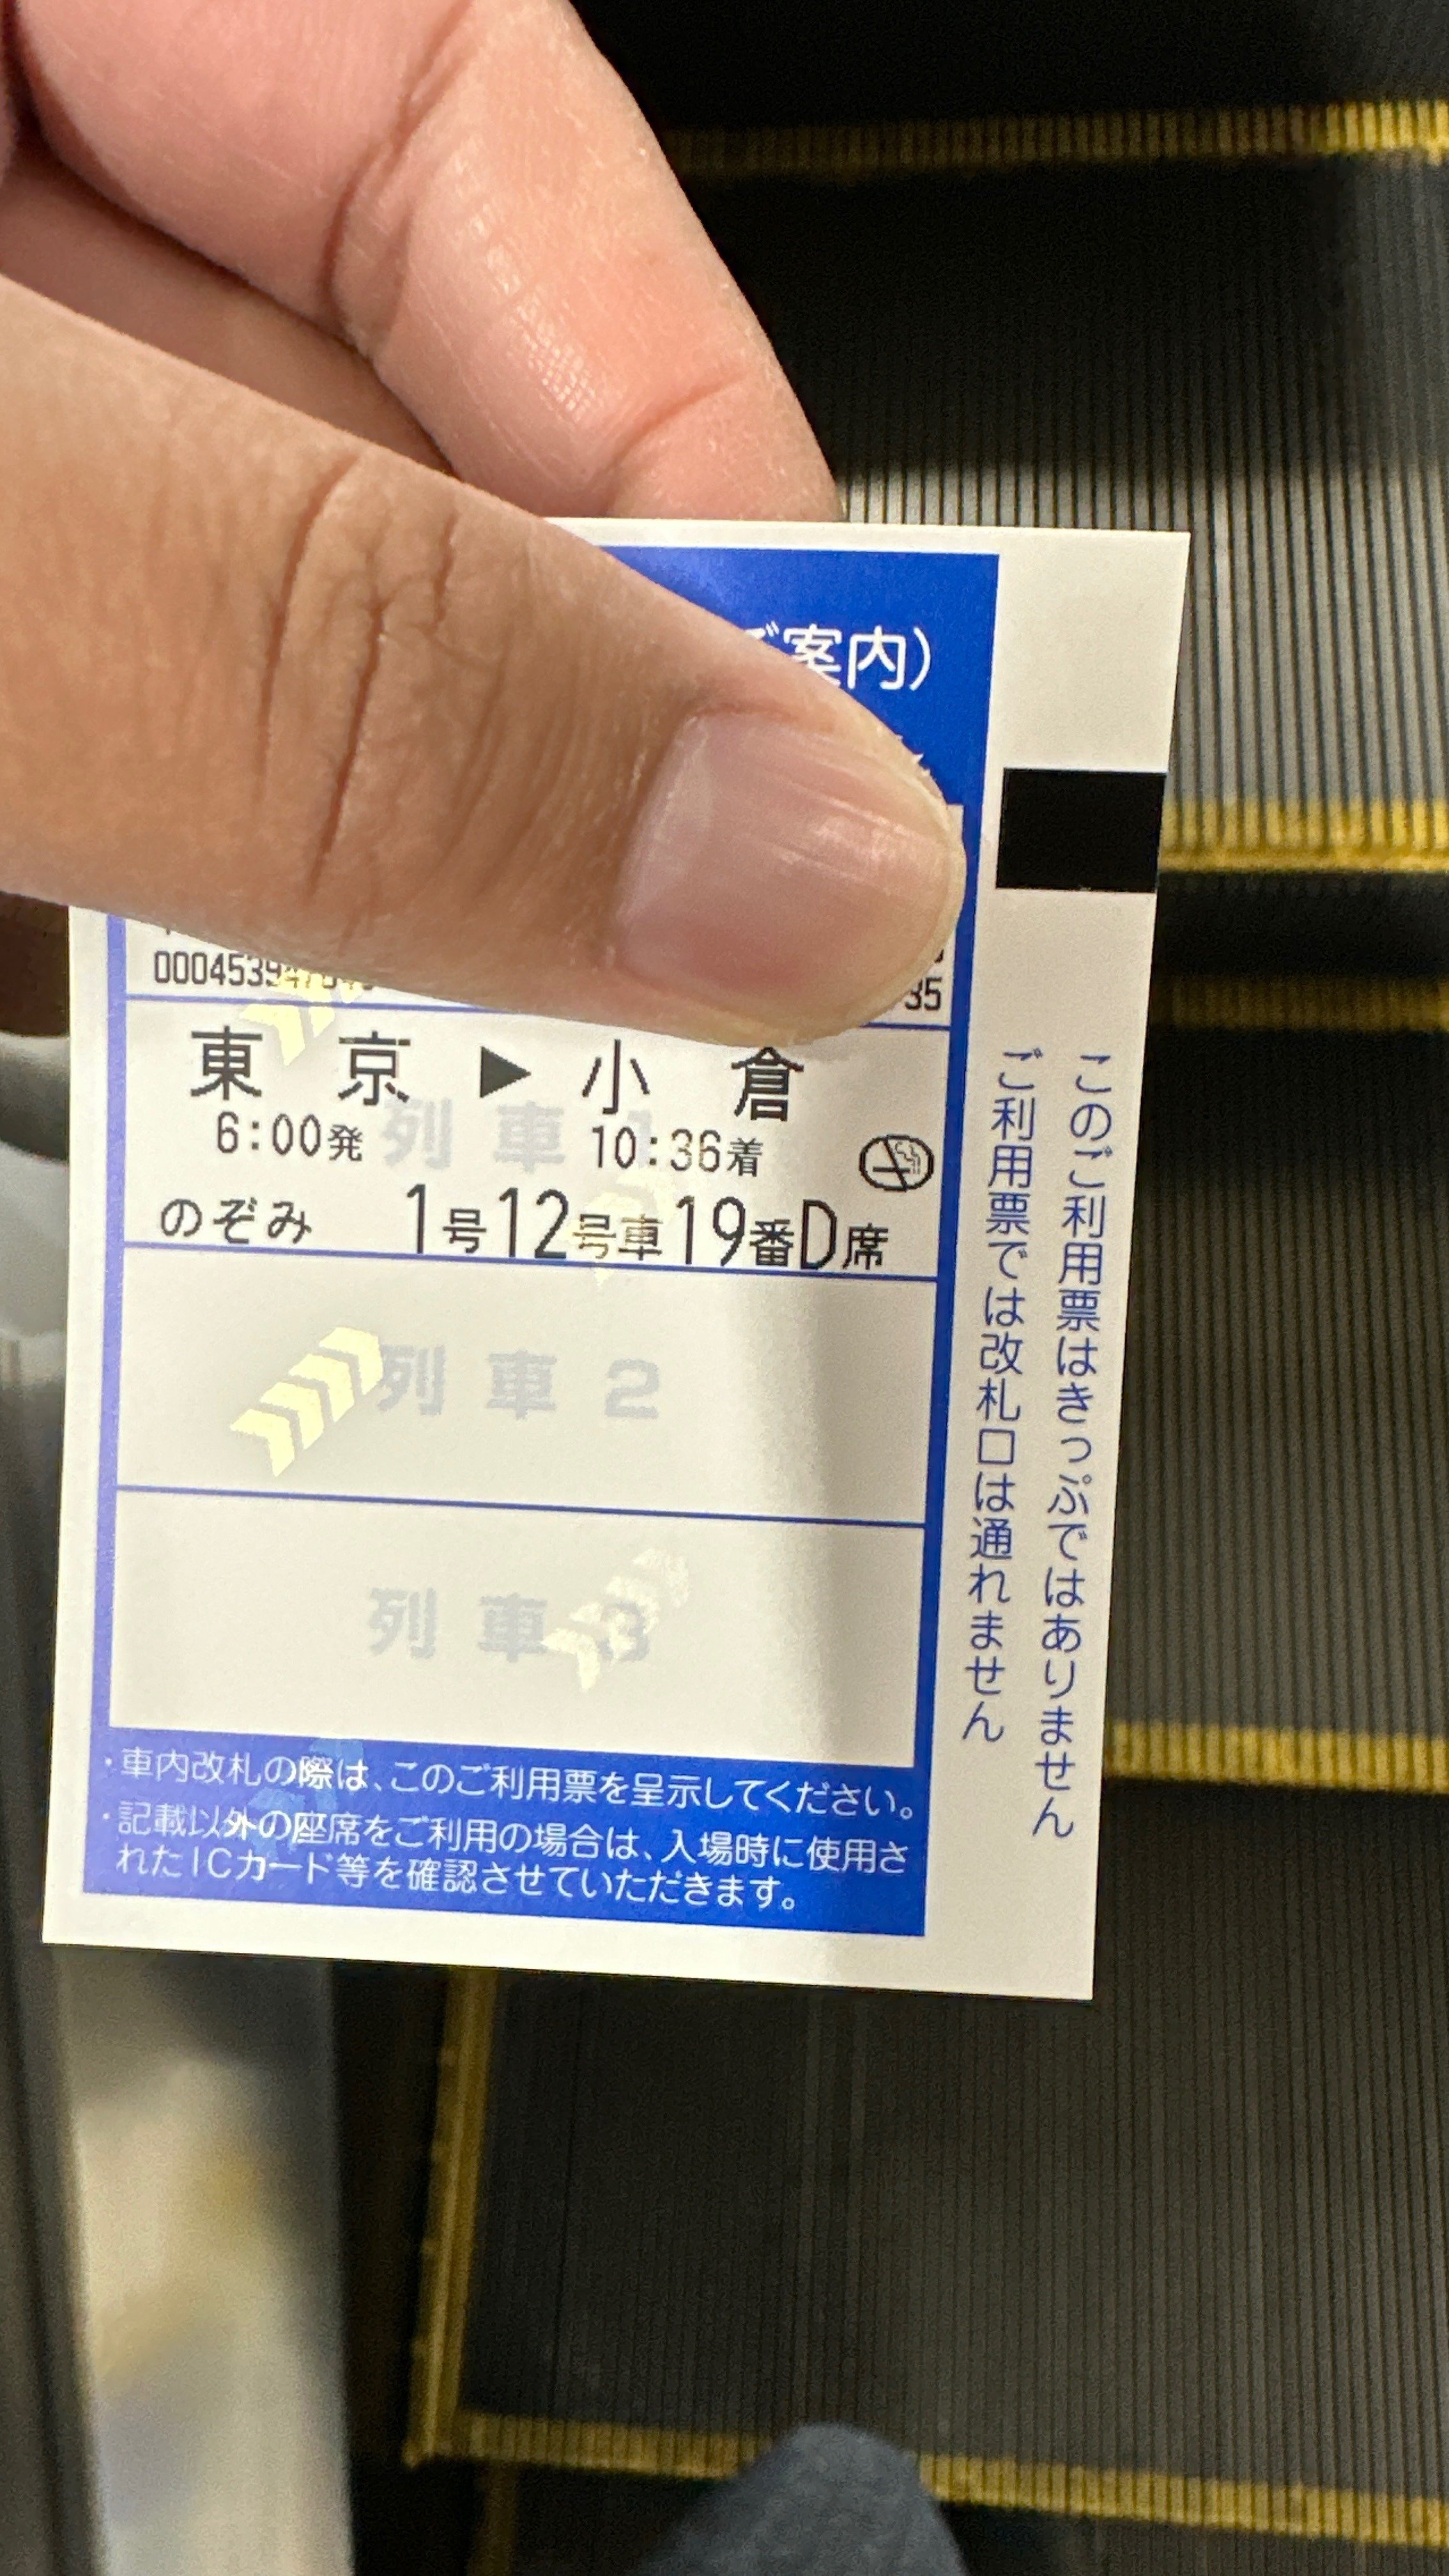 ご案内）
000453947
35
東京▶小倉
6:00発 列車1 10:36着
のぞみ 1号12号車19番D席
列車2
列車3
・車内改札の際は、このご利用票を呈示してください。
・記載以外の座席をご利用の場合は、入場時に使用さ
れたICカード等を確認させていただきます。
このご利用票はきっぷではありません
ご利用票では改札口は通れません